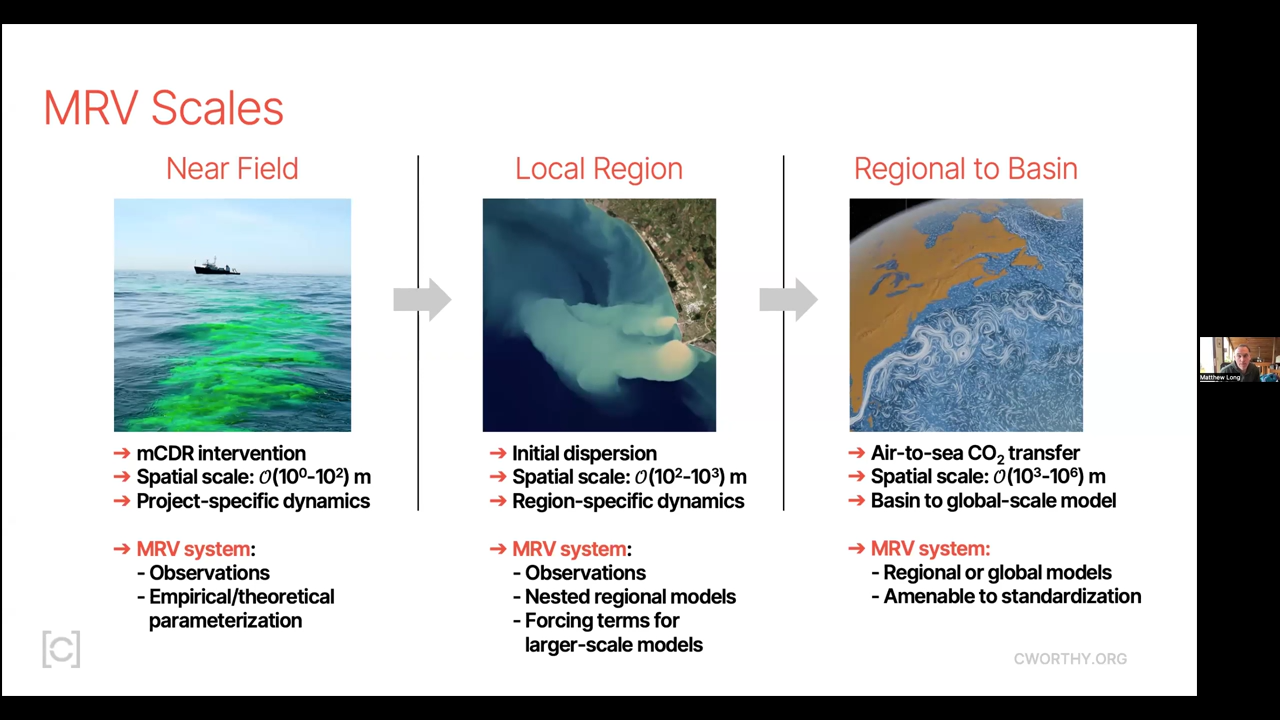 MRV Scales
Near Field
Local Region
Regional to Basin
➔ mCDR intervention
➔ Spatial scale: 𝒪(10⁰-10²) m
➔ Project-specific dynamics
➔ MRV system:
- Observations
- Empirical/theoretical
parameterization
➔ Initial dispersion
➔ Spatial scale: 𝒪(10²-10³) m
➔ Region-specific dynamics
➔ MRV system:
- Observations
- Nested regional models
- Forcing terms for
larger-scale models
➔ Air-to-sea CO₂ transfer
➔ Spatial scale: 𝒪(10³-10⁶) m
➔ Basin to global-scale model
➔ MRV system:
- Regional or global models
- Amenable to standardization
[C]
CWORTHY.ORG
Matthew Long